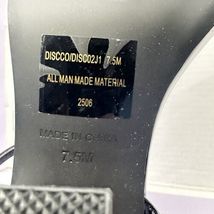 DISCCO/DISC02J1 7.5M
ALL MAN MADE MATERIAL
2506
MADE IN CHINA
7.5M